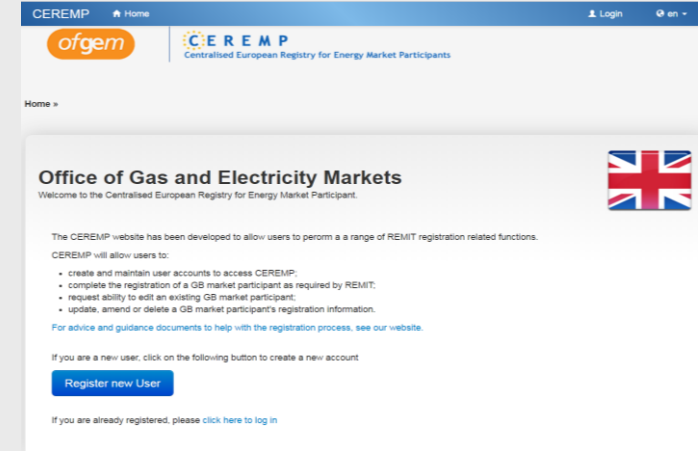 CEREMP Home Login en
ofgem
CEREMP
Centralised European Registry for Energy Market Participants
Home »
Office of Gas and Electricity Markets
Welcome to the Centralised European Registry for Energy Market Participant.
The CEREMP website has been developed to allow users to perorm a a range of REMIT registration related functions.
CEREMP will allow users to:
• create and maintain user accounts to access CEREMP;
• complete the registration of a GB market participant as required by REMIT;
• request ability to edit an existing GB market participant;
• update, amend or delete a GB market participant's registration information.
For advice and guidance documents to help with the registration process, see our website.
If you are a new user, click on the following button to create a new account
Register new User
If you are already registered, please click here to log in